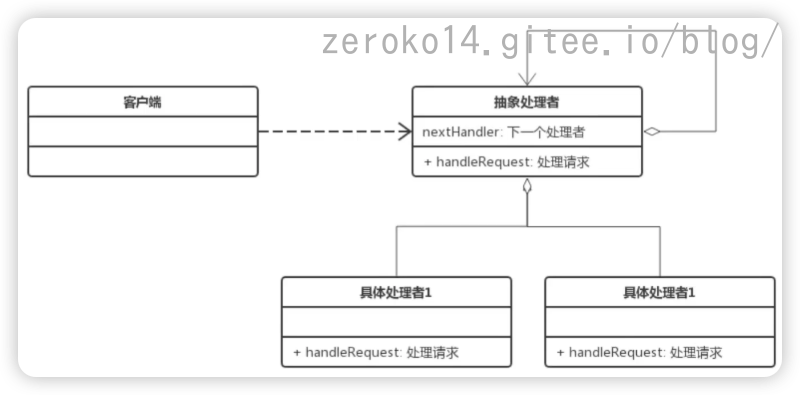 zeroko14.gitee.io/blog/
客户端
抽象处理者
nextHandler: 下一个处理者
+ handleRequest: 处理请求
具体处理者1
具体处理者1
+ handleRequest: 处理请求
+ handleRequest: 处理请求